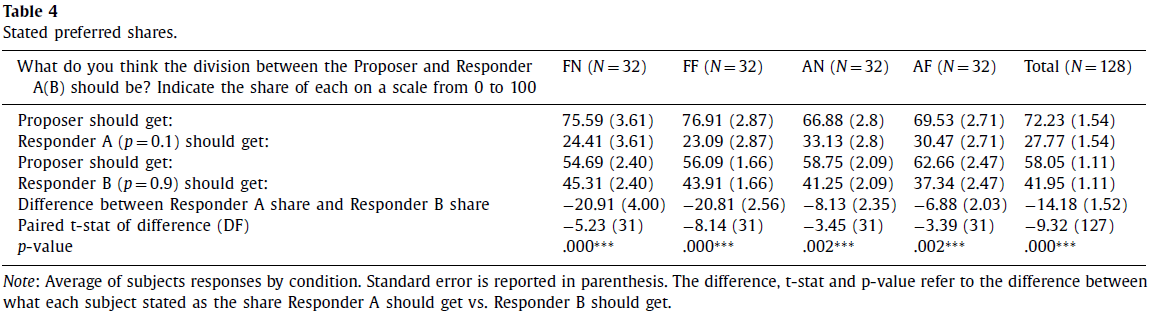 Table 4
Stated preferred shares.
What do you think the division between the Proposer and Responder FN (N = 32) FF (N = 32) AN (N = 32) AF (N = 32) Total (N = 128)
A(B) should be? Indicate the share of each on a scale from 0 to 100
Proposer should get: 75.59 (3.61) 76.91 (2.87) 66.88 (2.8) 69.53 (2.71) 72.23 (1.54)
Responder A (p = 0.1) should get: 24.41 (3.61) 23.09 (2.87) 33.13 (2.8) 30.47 (2.71) 27.77 (1.54)
Proposer should get: 54.69 (2.40) 56.09 (1.66) 58.75 (2.09) 62.66 (2.47) 58.05 (1.11)
Responder B (p = 0.9) should get: 45.31 (2.40) 43.91 (1.66) 41.25 (2.09) 37.34 (2.47) 41.95 (1.11)
Difference between Responder A share and Responder B share −20.91 (4.00) −20.81 (2.56) −8.13 (2.35) −6.88 (2.03) −14.18 (1.52)
Paired t-stat of difference (DF) −5.23 (31) −8.14 (31) −3.45 (31) −3.39 (31) −9.32 (127)
p-value .000*** .000*** .002*** .002*** .000***
Note: Average of subjects responses by condition. Standard error is reported in parenthesis. The difference, t-stat and p-value refer to the difference between
what each subject stated as the share Responder A should get vs. Responder B should get.